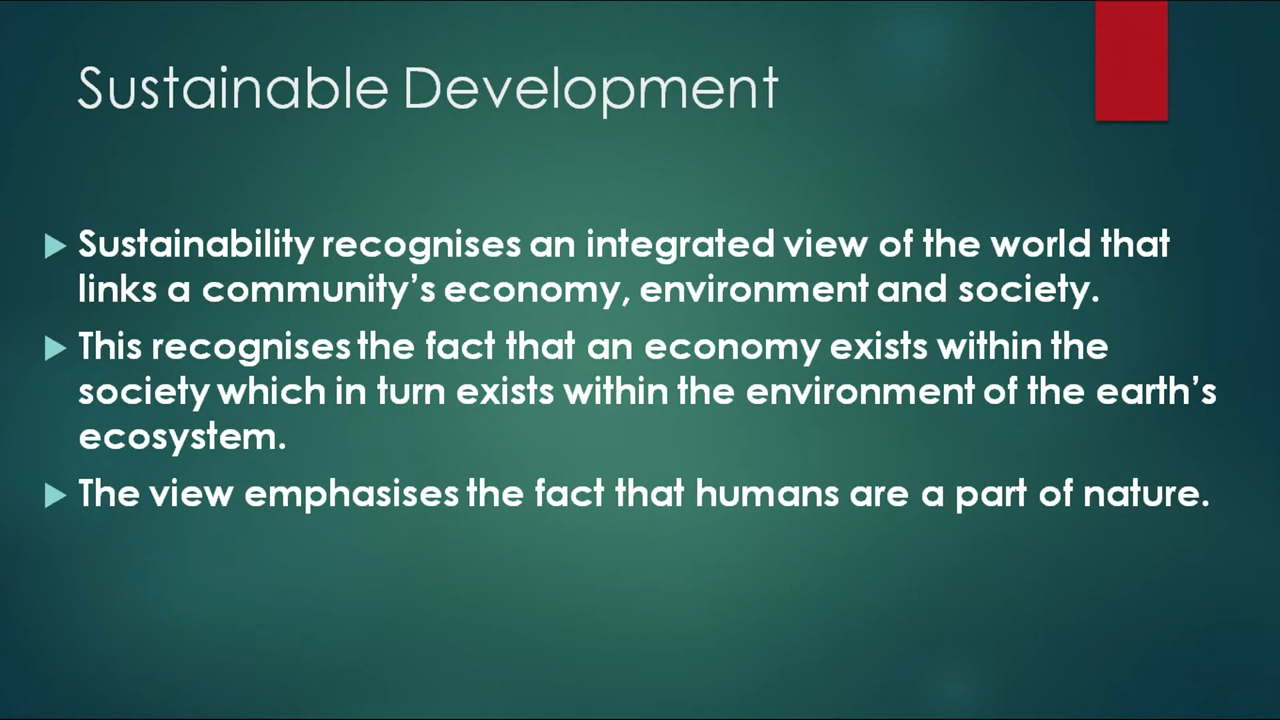 Sustainable Development
Sustainability recognises an integrated view of the world that
links a community's economy, environment and society.
This recognises the fact that an economy exists within the
society which in turn exists within the environment of the earth's
ecosystem.
The view emphasises the fact that humans are a part of nature.